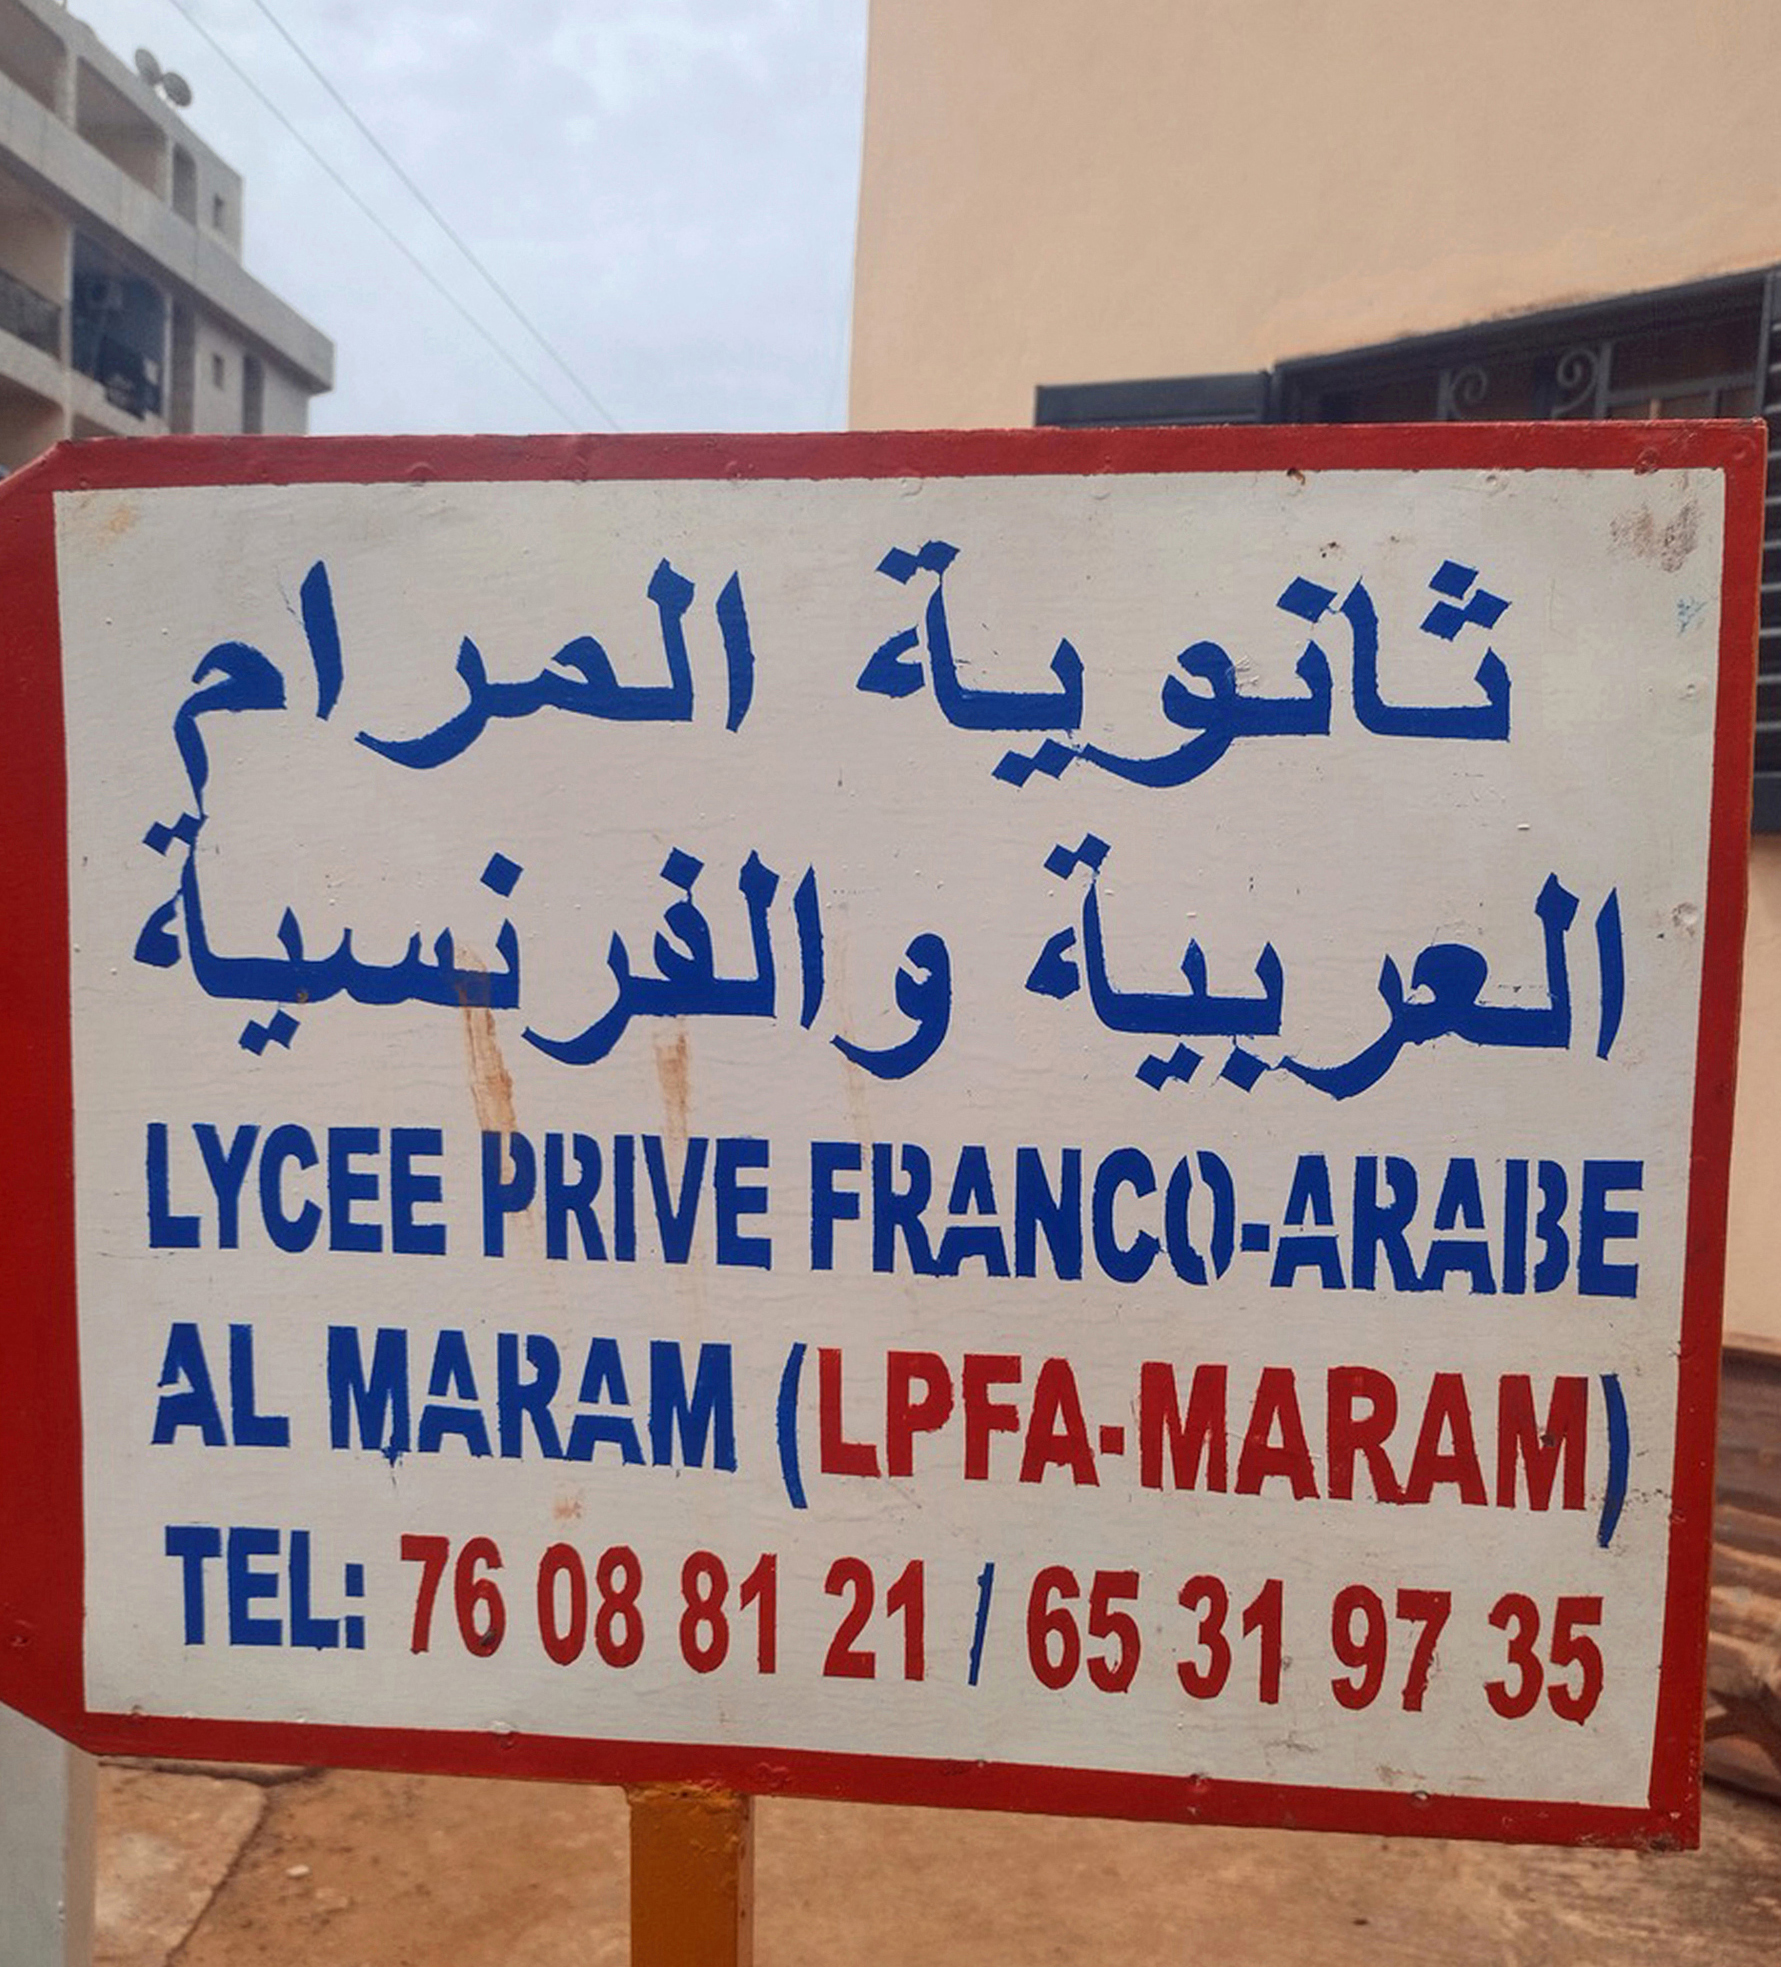 ثانوية المرام
العربية والفرنسية
LYCEE PRIVE FRANCO-ARABE
AL MARAM (LPFA-MARAM)
TEL: 76 08 81 21 / 65 31 97 35